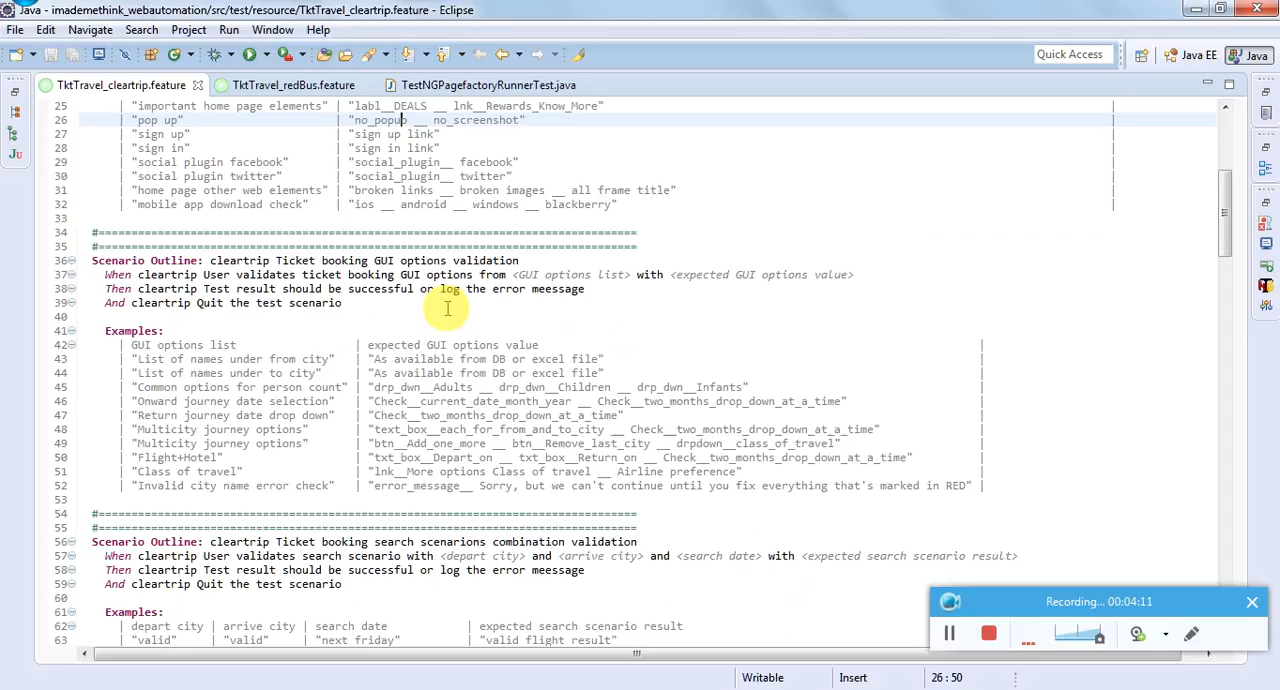 Java - imademethink_webautomation/src/test/resource/TktTravel_cleartrip.feature - Eclipse
File Edit Navigate Search Project Run Window Help
Quick Access Java EE Java
TktTravel_cleartrip.feature TktTravel_redBus.feature TestNGPagefactoryRunnerTest.java
25 | "important home page elements" | "labl__DEALS __ lnk__Rewards_Know_More" |
26 | "pop up" | "no_popup __ no_screenshot" |
27 | "sign up" | "sign up link" |
28 | "sign in" | "sign in link" |
29 | "social plugin facebook" | "social_plugin__ facebook" |
30 | "social plugin twitter" | "social_plugin__ twitter" |
31 | "home page other web elements" | "broken links __ broken images __ all frame title" |
32 | "mobile app download check" | "ios __ android __ windows __ blackberry" |
33
34 #==================================================================================
35 #==================================================================================
36 Scenario Outline: cleartrip Ticket booking GUI options validation
37 When cleartrip User validates ticket booking GUI options from <GUI options list> with <expected GUI options value>
38 Then cleartrip Test result should be successful or log the error meessage
39 And cleartrip Quit the test scenario
40
41 Examples:
42 | GUI options list | expected GUI options value |
43 | "List of names under from city" | "As available from DB or excel file" |
44 | "List of names under to city" | "As available from DB or excel file" |
45 | "Common options for person count" | "drp_dwn__Adults __ drp_dwn__Children __ drp_dwn__Infants" |
46 | "Onward journey date selection" | "Check__current_date_month_year __ Check__two_months_drop_down_at_a_time" |
47 | "Return journey date drop down" | "Check__two_months_drop_down_at_a_time" |
48 | "Multicity journey options" | "text_box__each_for_from_and_to_city __ Check__two_months_drop_down_at_a_time" |
49 | "Multicity journey options" | "btn__Add_one_more __ btn__Remove_last_city __ drpdown__class_of_travel" |
50 | "Flight+Hotel" | "txt_box__Depart_on __ txt_box__Return_on __ Check__two_months_drop_down_at_a_time" |
51 | "Class of travel" | "lnk__More options Class of travel __ Airline preference" |
52 | "Invalid city name error check" | "error_message__ Sorry, but we can't continue until you fix everything that's marked in RED" |
53
54 #==================================================================================
55 #==================================================================================
56 Scenario Outline: cleartrip Ticket booking search scenarions combination validation
57 When cleartrip User validates search scenario with <depart city> and <arrive city> and <search date> with <expected search scenario result>
58 Then cleartrip Test result should be successful or log the error meessage
59 And cleartrip Quit the test scenario
60
61 Examples:
62 | depart city | arrive city | search date | expected search scenario result
63 | "valid" | "valid" | "next friday" | "valid flight result"
Recording... 00:04:11
Writable Insert 26 : 50